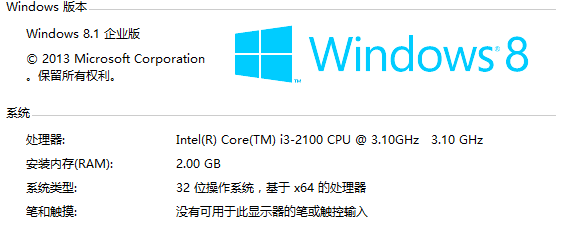 Windows 版本
Windows 8.1 企业版
© 2013 Microsoft Corporation
。保留所有权利。
Windows 8
系统
处理器: Intel(R) Core(TM) i3-2100 CPU @ 3.10GHz 3.10 GHz
安装内存(RAM): 2.00 GB
系统类型: 32 位操作系统，基于 x64 的处理器
笔和触摸: 没有可用于此显示器的笔或触控输入